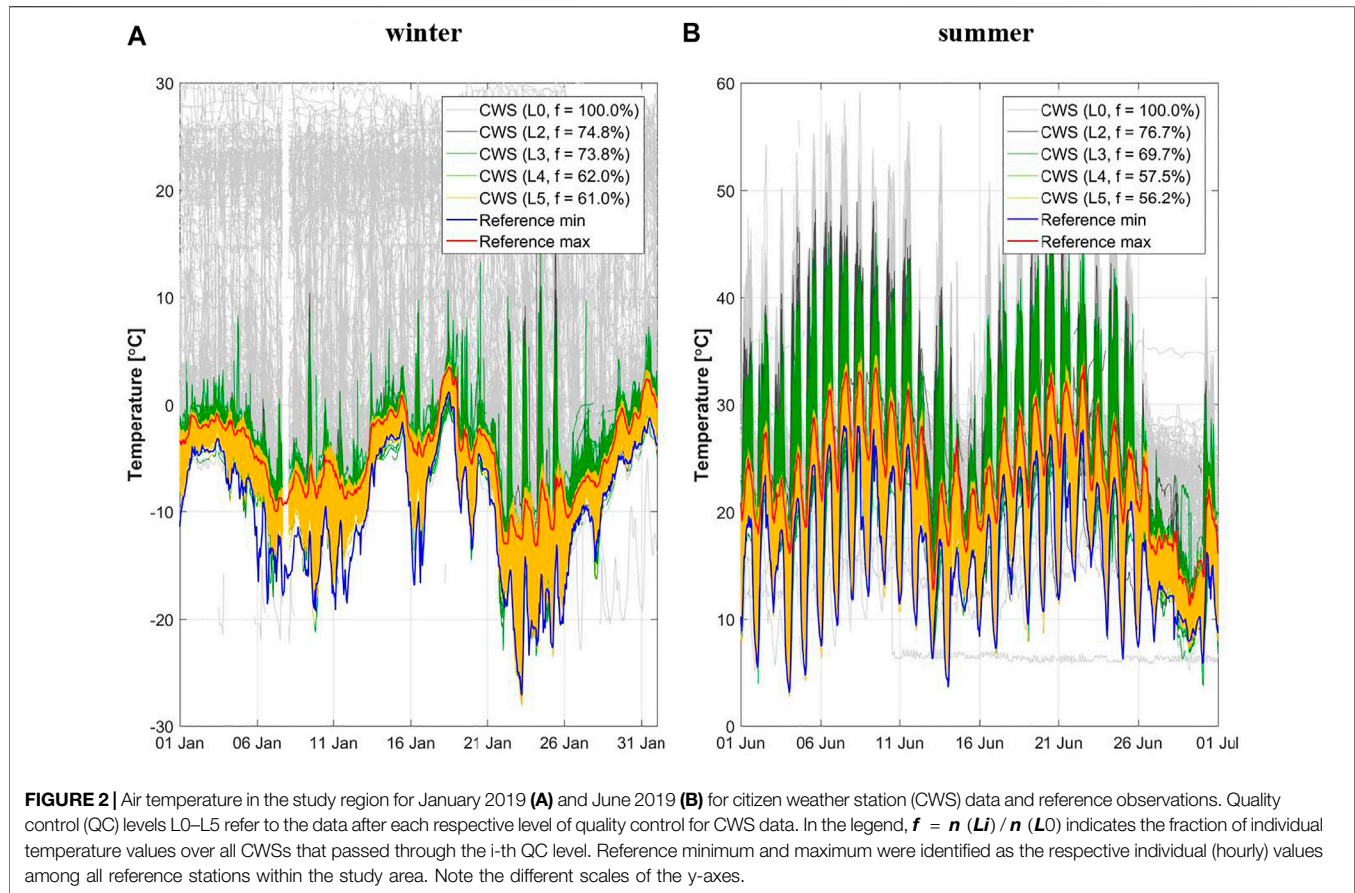 A
winter
B
summer
30
20
10
0
-10
-20
-30
Temperature [°C]
01 Jan
06 Jan
11 Jan
16 Jan
21 Jan
26 Jan
31 Jan
CWS (L0, f = 100.0%)
CWS (L2, f = 74.8%)
CWS (L3, f = 73.8%)
CWS (L4, f = 62.0%)
CWS (L5, f = 61.0%)
Reference min
Reference max
60
50
40
30
20
10
0
Temperature [°C]
01 Jun
06 Jun
11 Jun
16 Jun
21 Jun
26 Jun
01 Jul
CWS (L0, f = 100.0%)
CWS (L2, f = 76.7%)
CWS (L3, f = 69.7%)
CWS (L4, f = 57.5%)
CWS (L5, f = 56.2%)
Reference min
Reference max
FIGURE 2 | Air temperature in the study region for January 2019 (A) and June 2019 (B) for citizen weather station (CWS) data and reference observations. Quality
control (QC) levels L0–L5 refer to the data after each respective level of quality control for CWS data. In the legend, f = n (Li) / n (L0) indicates the fraction of individual
temperature values over all CWSs that passed through the i-th QC level. Reference minimum and maximum were identified as the respective individual (hourly) values
among all reference stations within the study area. Note the different scales of the y-axes.